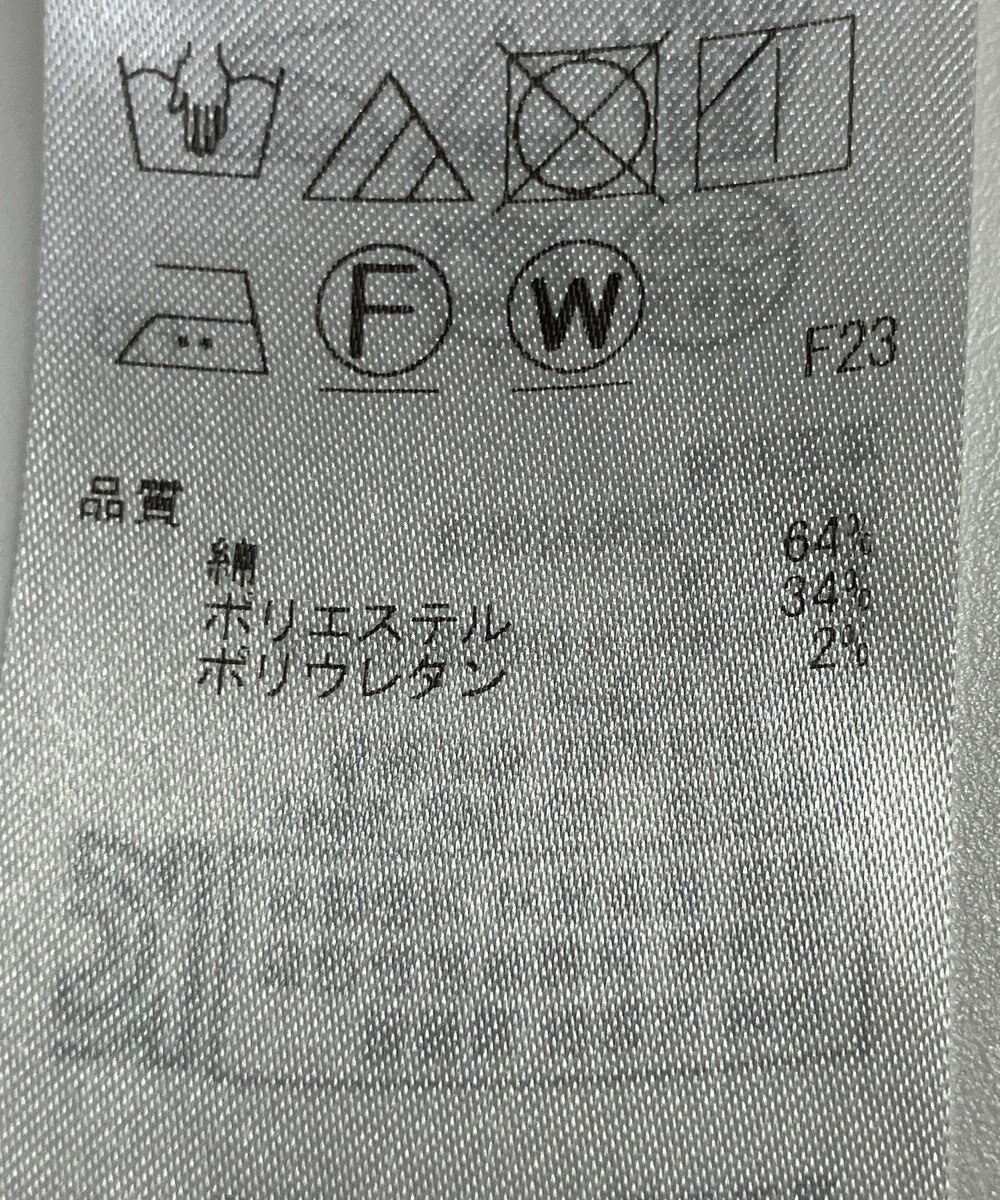 F W F23
品質
綿 64%
ポリエステル 34%
ポリウレタン 2%